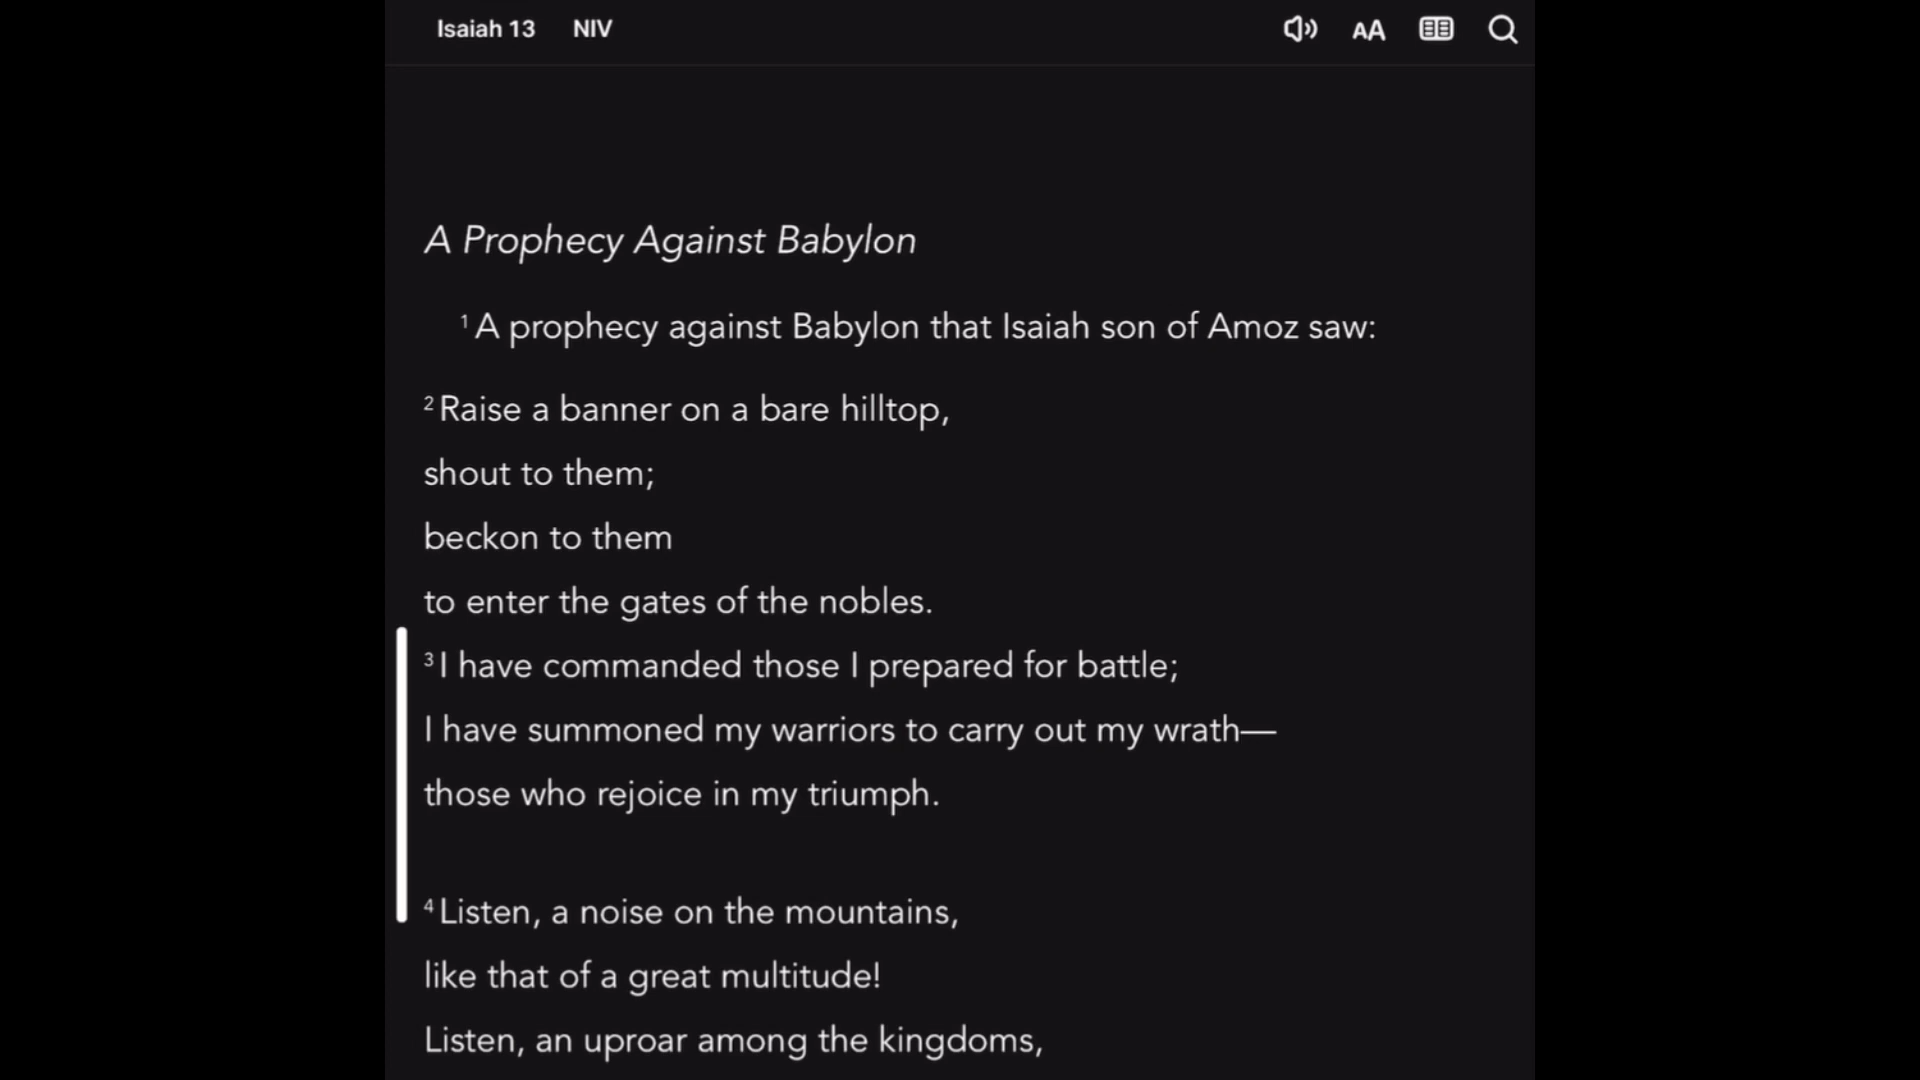 Isaiah 13 NIV AA
A Prophecy Against Babylon
1 A prophecy against Babylon that Isaiah son of Amoz saw:
2 Raise a banner on a bare hilltop,
shout to them;
beckon to them
to enter the gates of the nobles.
3 I have commanded those I prepared for battle;
I have summoned my warriors to carry out my wrath—
those who rejoice in my triumph.
4 Listen, a noise on the mountains,
like that of a great multitude!
Listen, an uproar among the kingdoms,